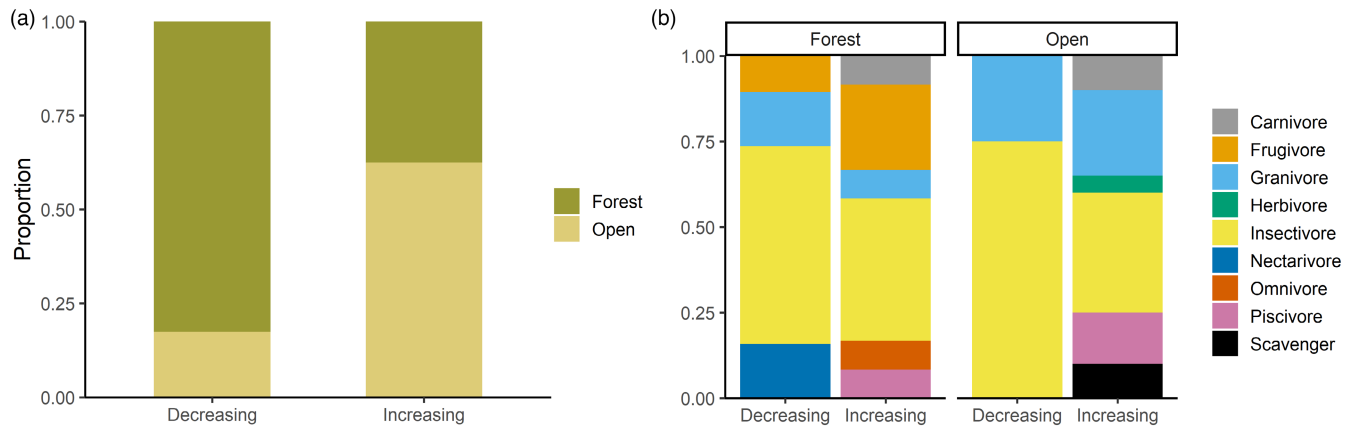 (a)
Proportion
1.00
0.75
0.50
0.25
0.00
Decreasing Increasing
Forest
Open
(b)
Forest Open
1.00
0.75
0.50
0.25
0.00
Decreasing Increasing Decreasing Increasing
Carnivore
Frugivore
Granivore
Herbivore
Insectivore
Nectarivore
Omnivore
Piscivore
Scavenger